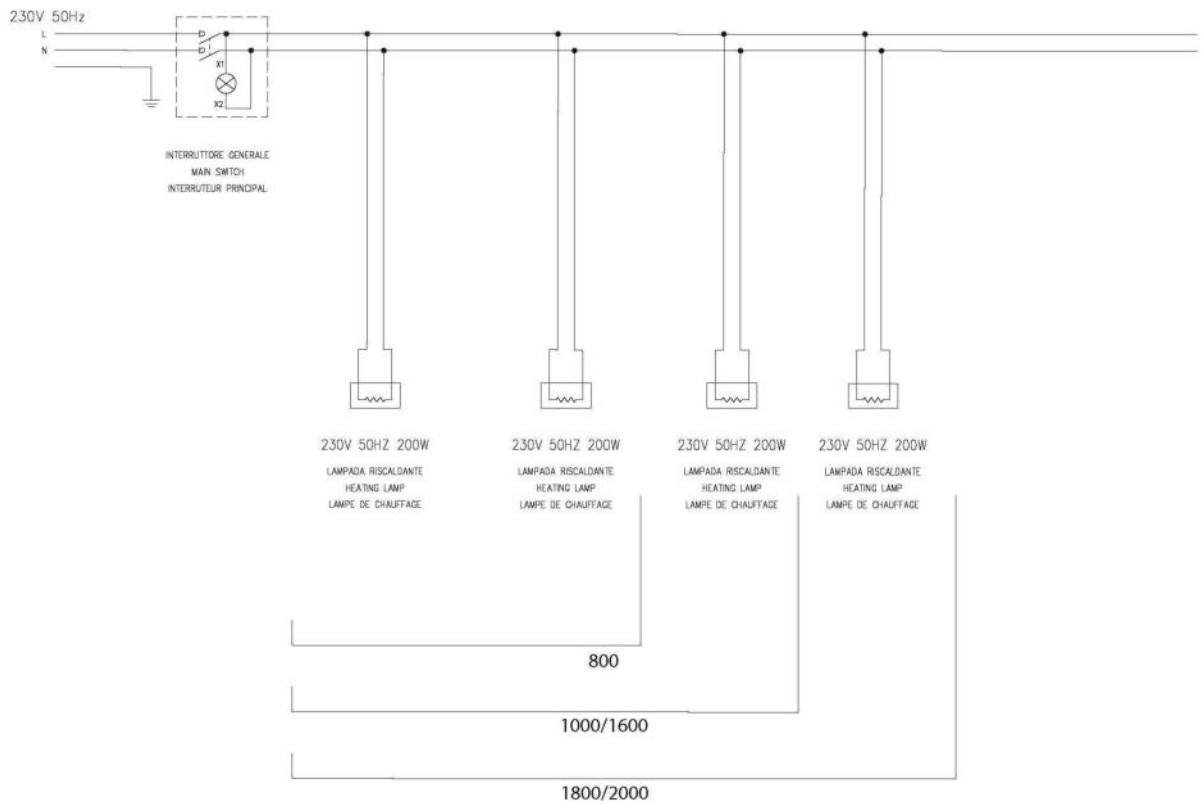 230V 50Hz
L
N
X1
X2
INTERRUTTORE GENERALE
MAIN SWITCH
INTERRUTEUR PRINCIPAL
230V 50HZ 200W
LAMPADA RISCALDANTE
HEATING LAMP
LAMPE DE CHAUFFAGE
230V 50HZ 200W
LAMPADA RISCALDANTE
HEATING LAMP
LAMPE DE CHAUFFAGE
230V 50HZ 200W
LAMPADA RISCALDANTE
HEATING LAMP
LAMPE DE CHAUFFAGE
230V 50HZ 200W
LAMPADA RISCALDANTE
HEATING LAMP
LAMPE DE CHAUFFAGE
800
1000/1600
1800/2000